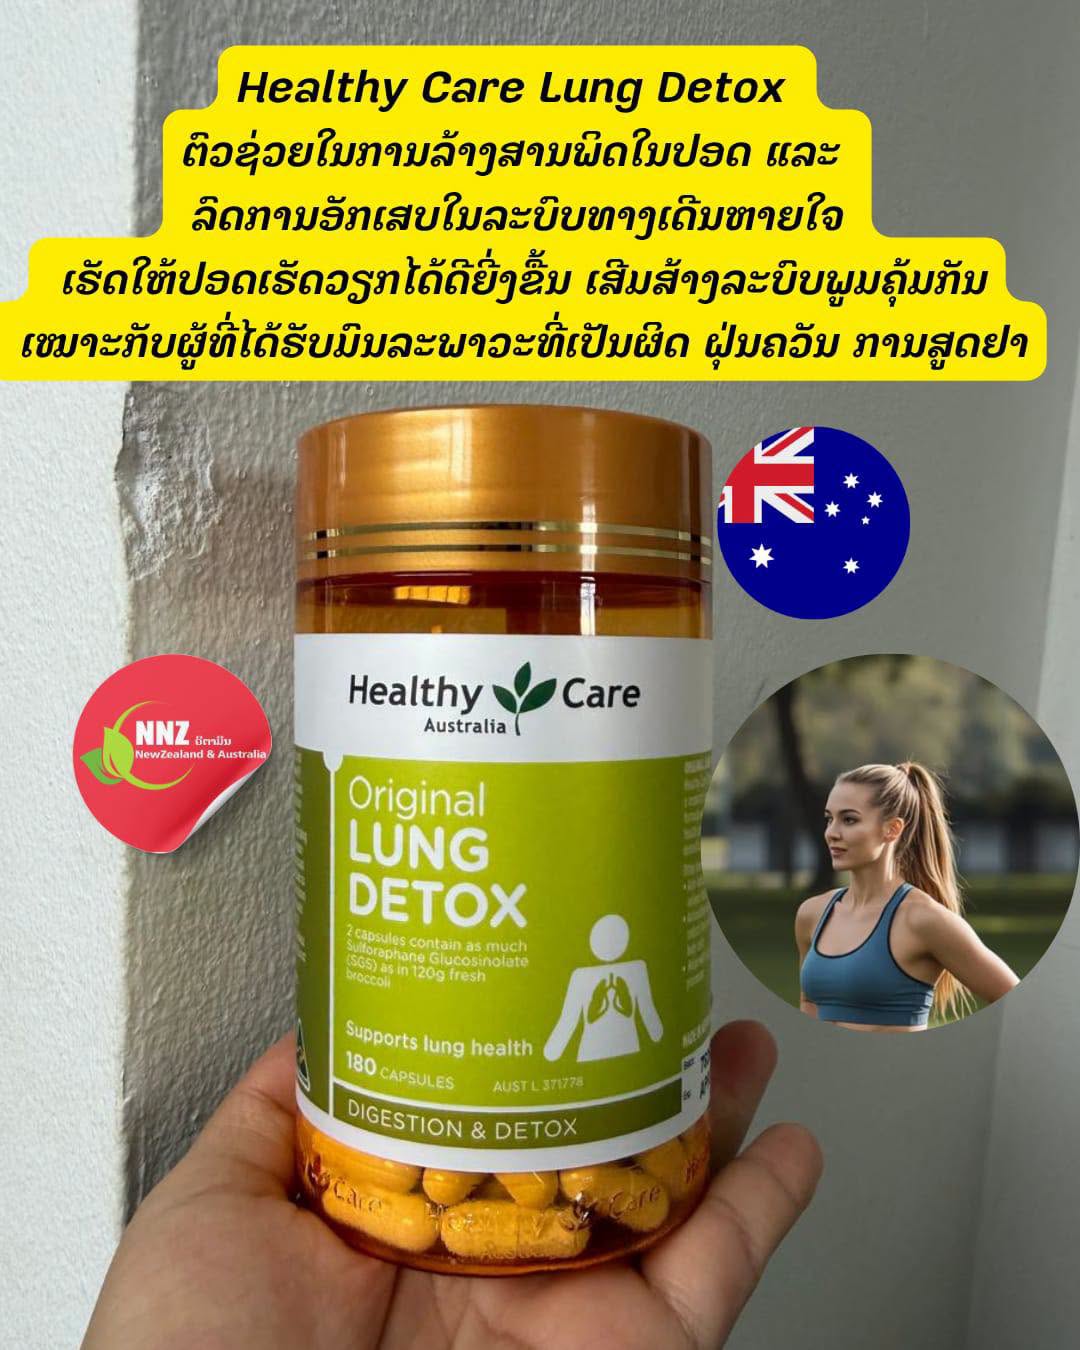 Healthy Care Lung Detox
ຕົວຊ່ວຍໃນການລ້າງສານພິດໃນປອດ ແລະ
ລົດການອັກເສບໃນລະບົບທາງເດີນຫາຍໃຈ
ເຮັດໃຫ້ປອດເຮັດວຽກໄດ້ດີຍິ່ງຂຶ້ນ ເສີມສ້າງລະບົບພູມຄຸ້ມກັນ
ເໝາະກັບຜູ້ທີ່ໄດ້ຮັບມົນລະພາວະທີ່ເປັນພິດ ຝຸ່ນຄວັນ ການສູດຢາ
NNZ ວິຕາມິນ
NewZealand & Australia
Healthy Care
Australia
Original
LUNG
DETOX
2 capsules contain as much
Sulforaphane Glucosinolate
(SGS) as in 120g fresh
broccoli
Supports lung health
180 CAPSULES
AUST L 371778
DIGESTION & DETOX